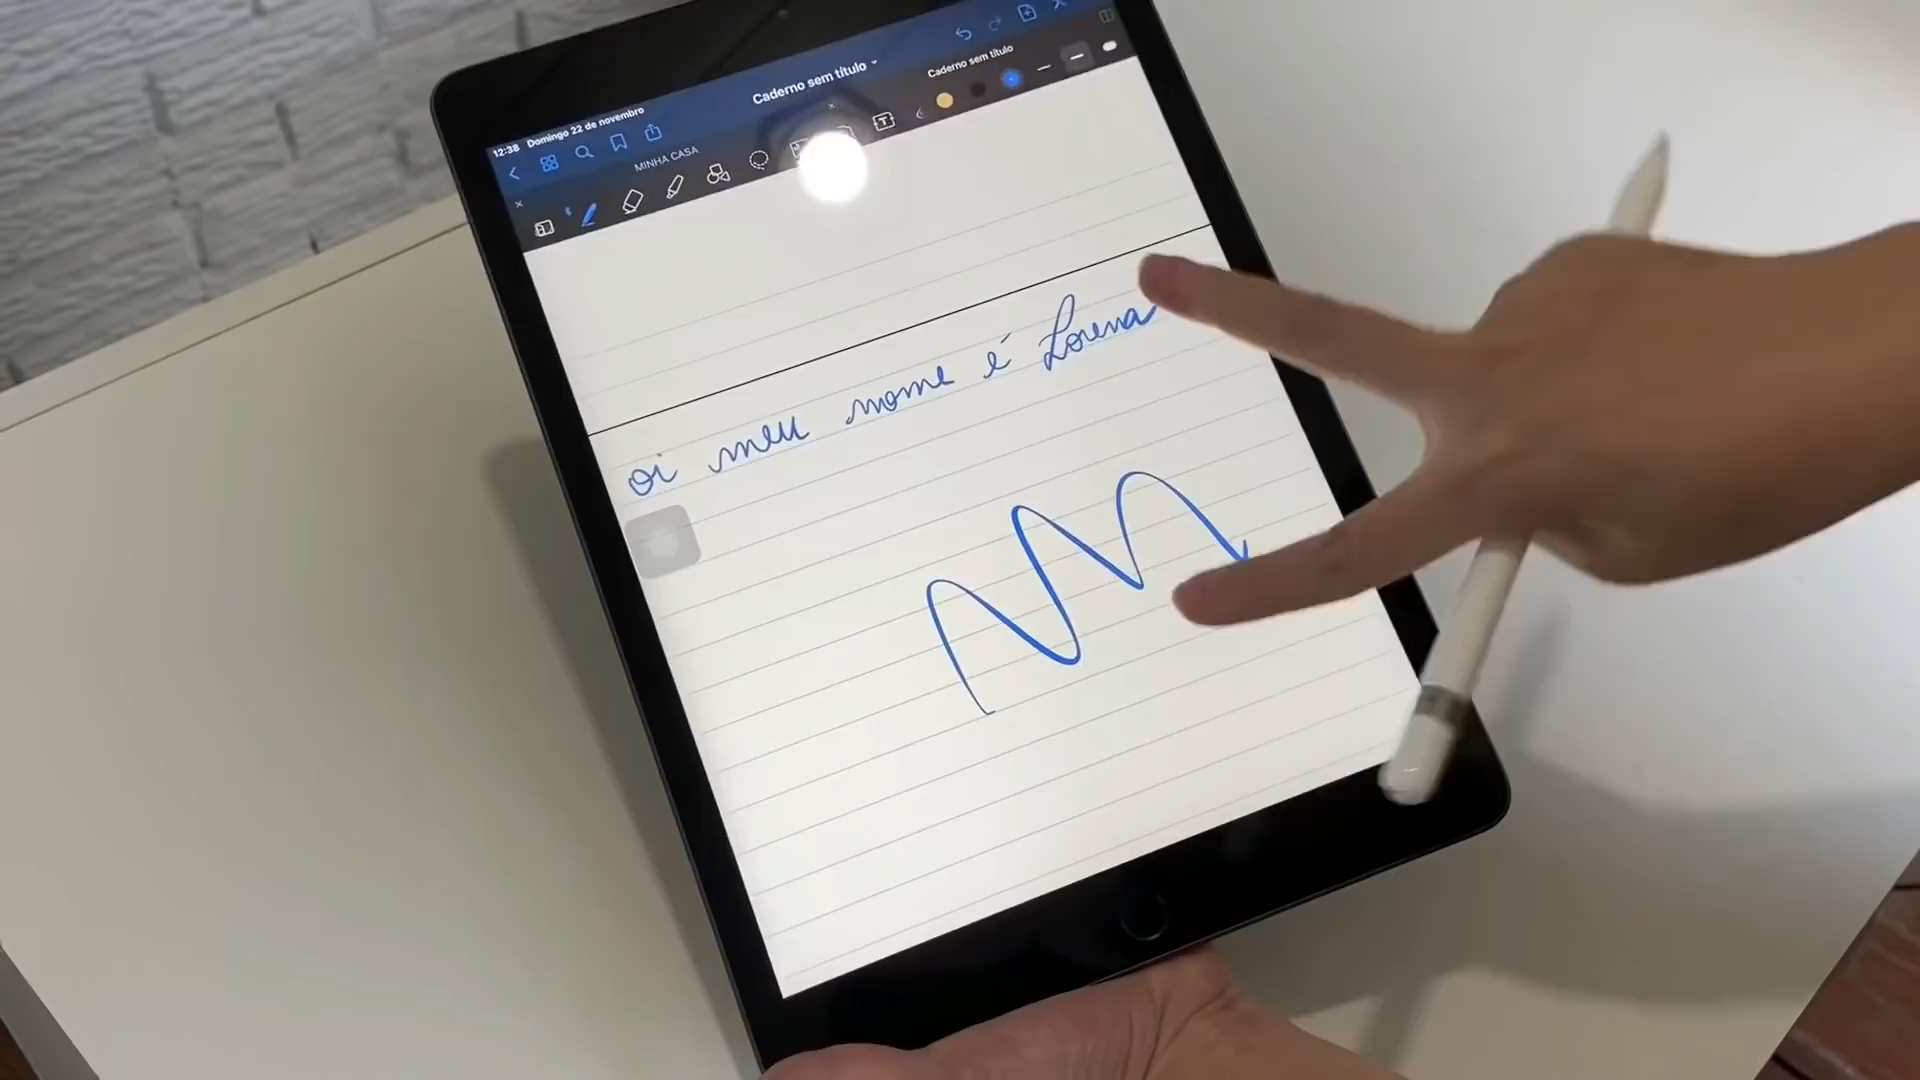 12:38 Domingo 22 de novembro
Caderno sem título
MINHA CASA
Caderno sem título
oi meu nome é Lorena